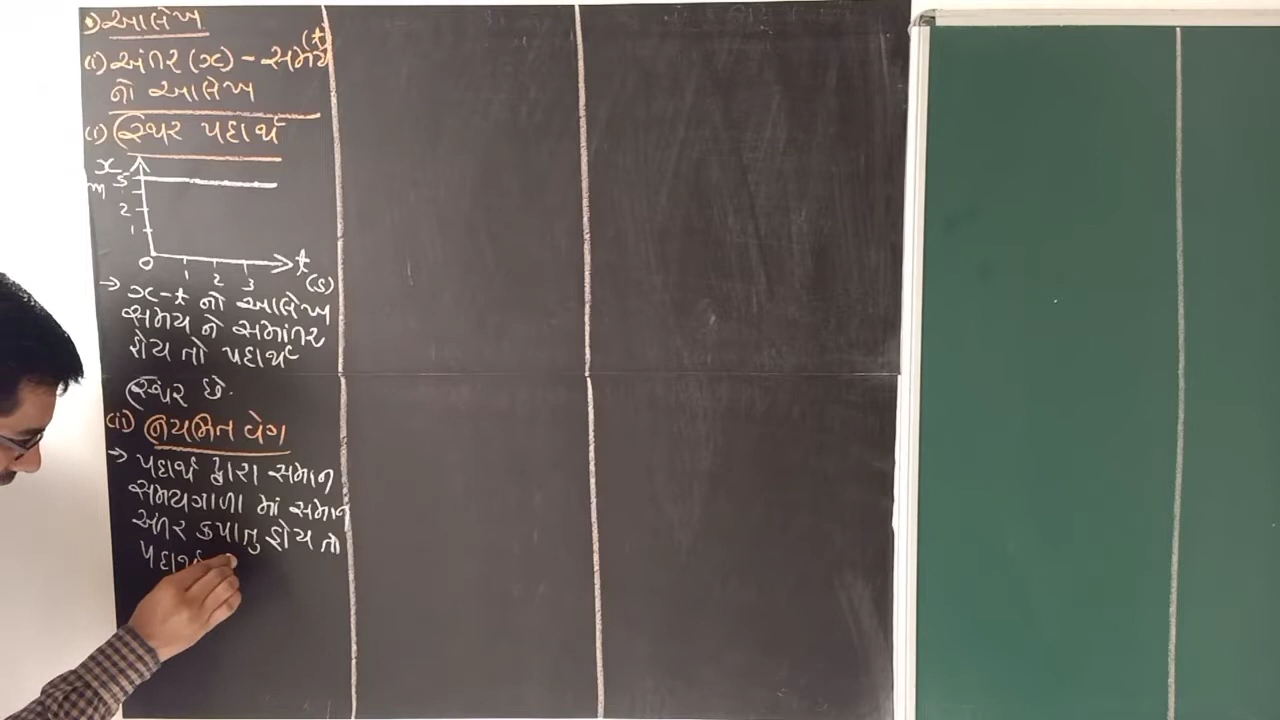 ૧) આલેખ
(t)
(i) અંતર (x) - સમય
નો આલેખ
(i) સ્થિર પદાર્થ
x
m
5
2
1
0 1 2 3 t
(s)
→ x-t નો આલેખ
સમય ને સમાંતર
હોય તો પદાર્થ
સ્થિર છે.
(ii) નિયમિત વેગ
→ પદાર્થ દ્વારા સમાન
સમયગાળા માં સમાન
અંતર કપાતુ હોય તો
પદાર્થ